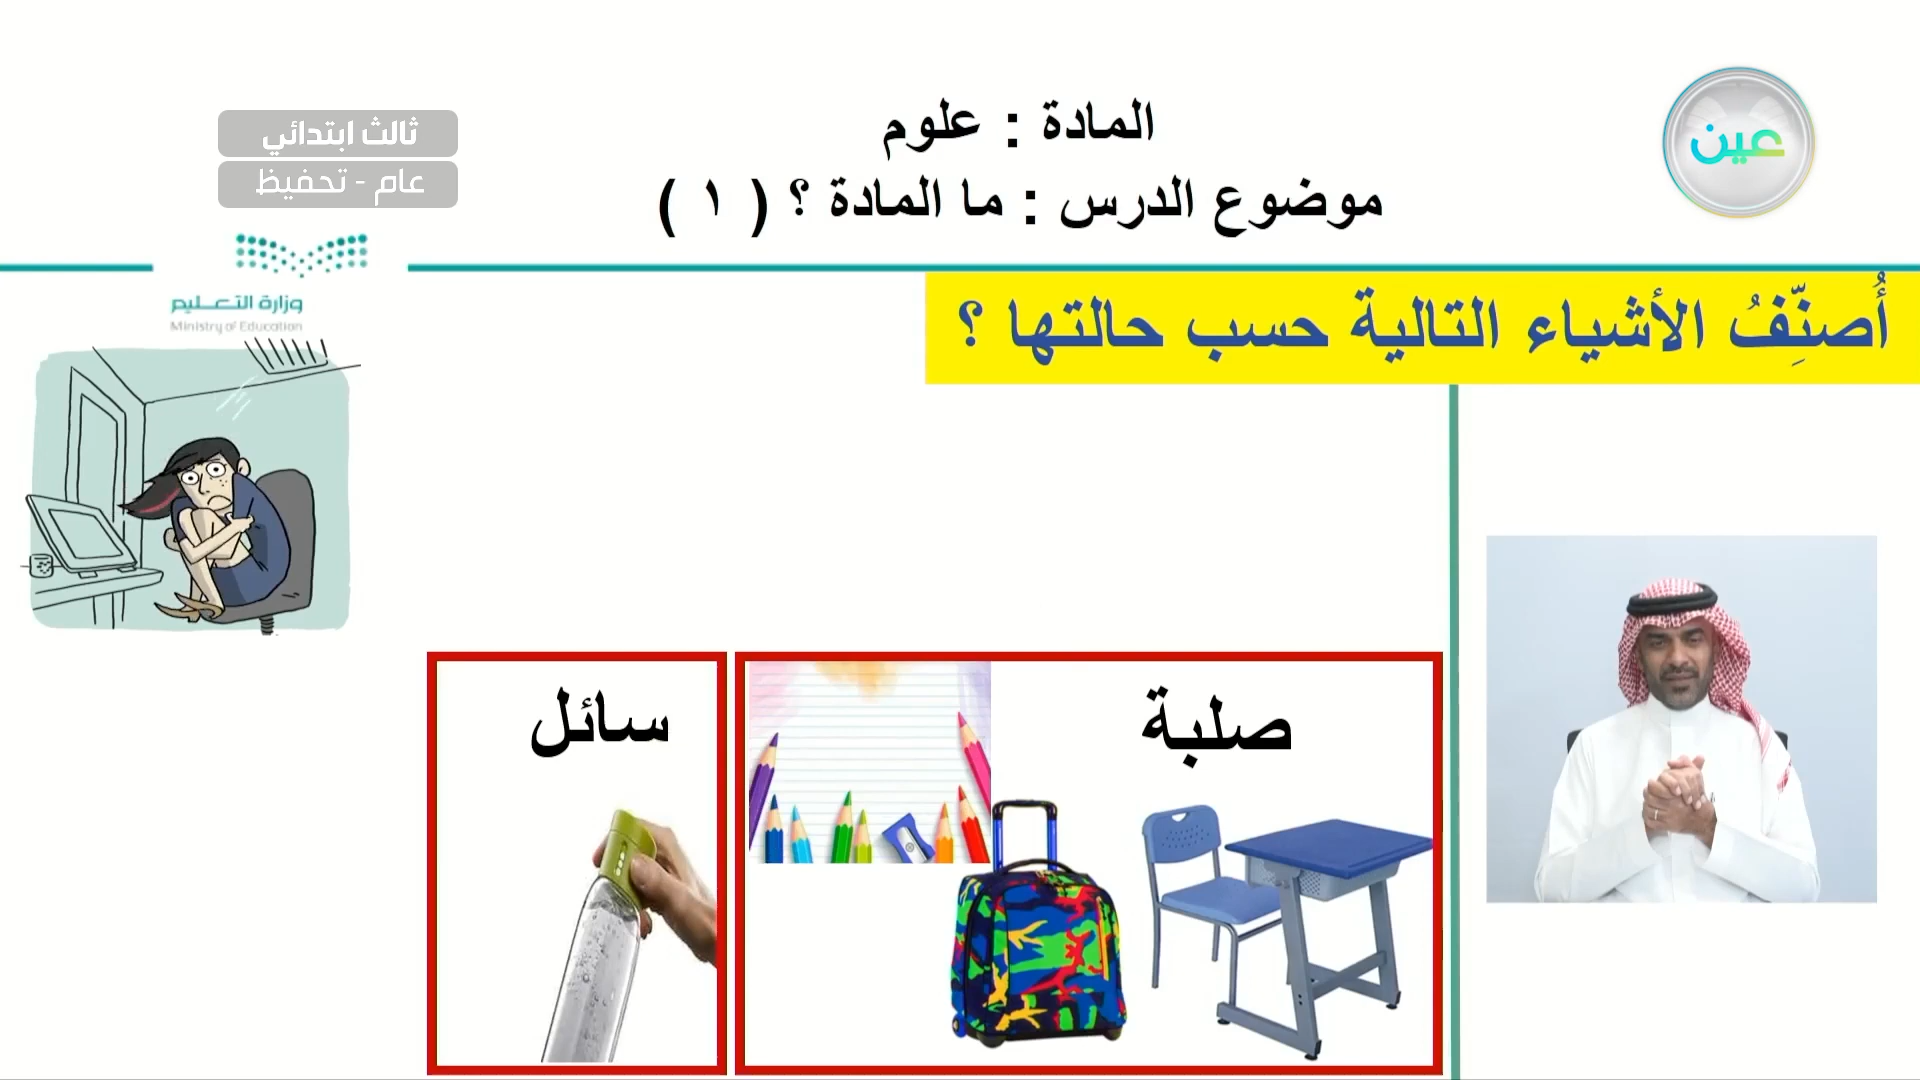 المادة : علوم
موضوع الدرس : ما المادة ؟ ( ١ )
عين
ثالث ابتدائي
عام - تحفيظ
وزارة التعليم
Ministry of Education
أُصنِّفُ الأشياء التالية حسب حالتها ؟
صلبة
سائل